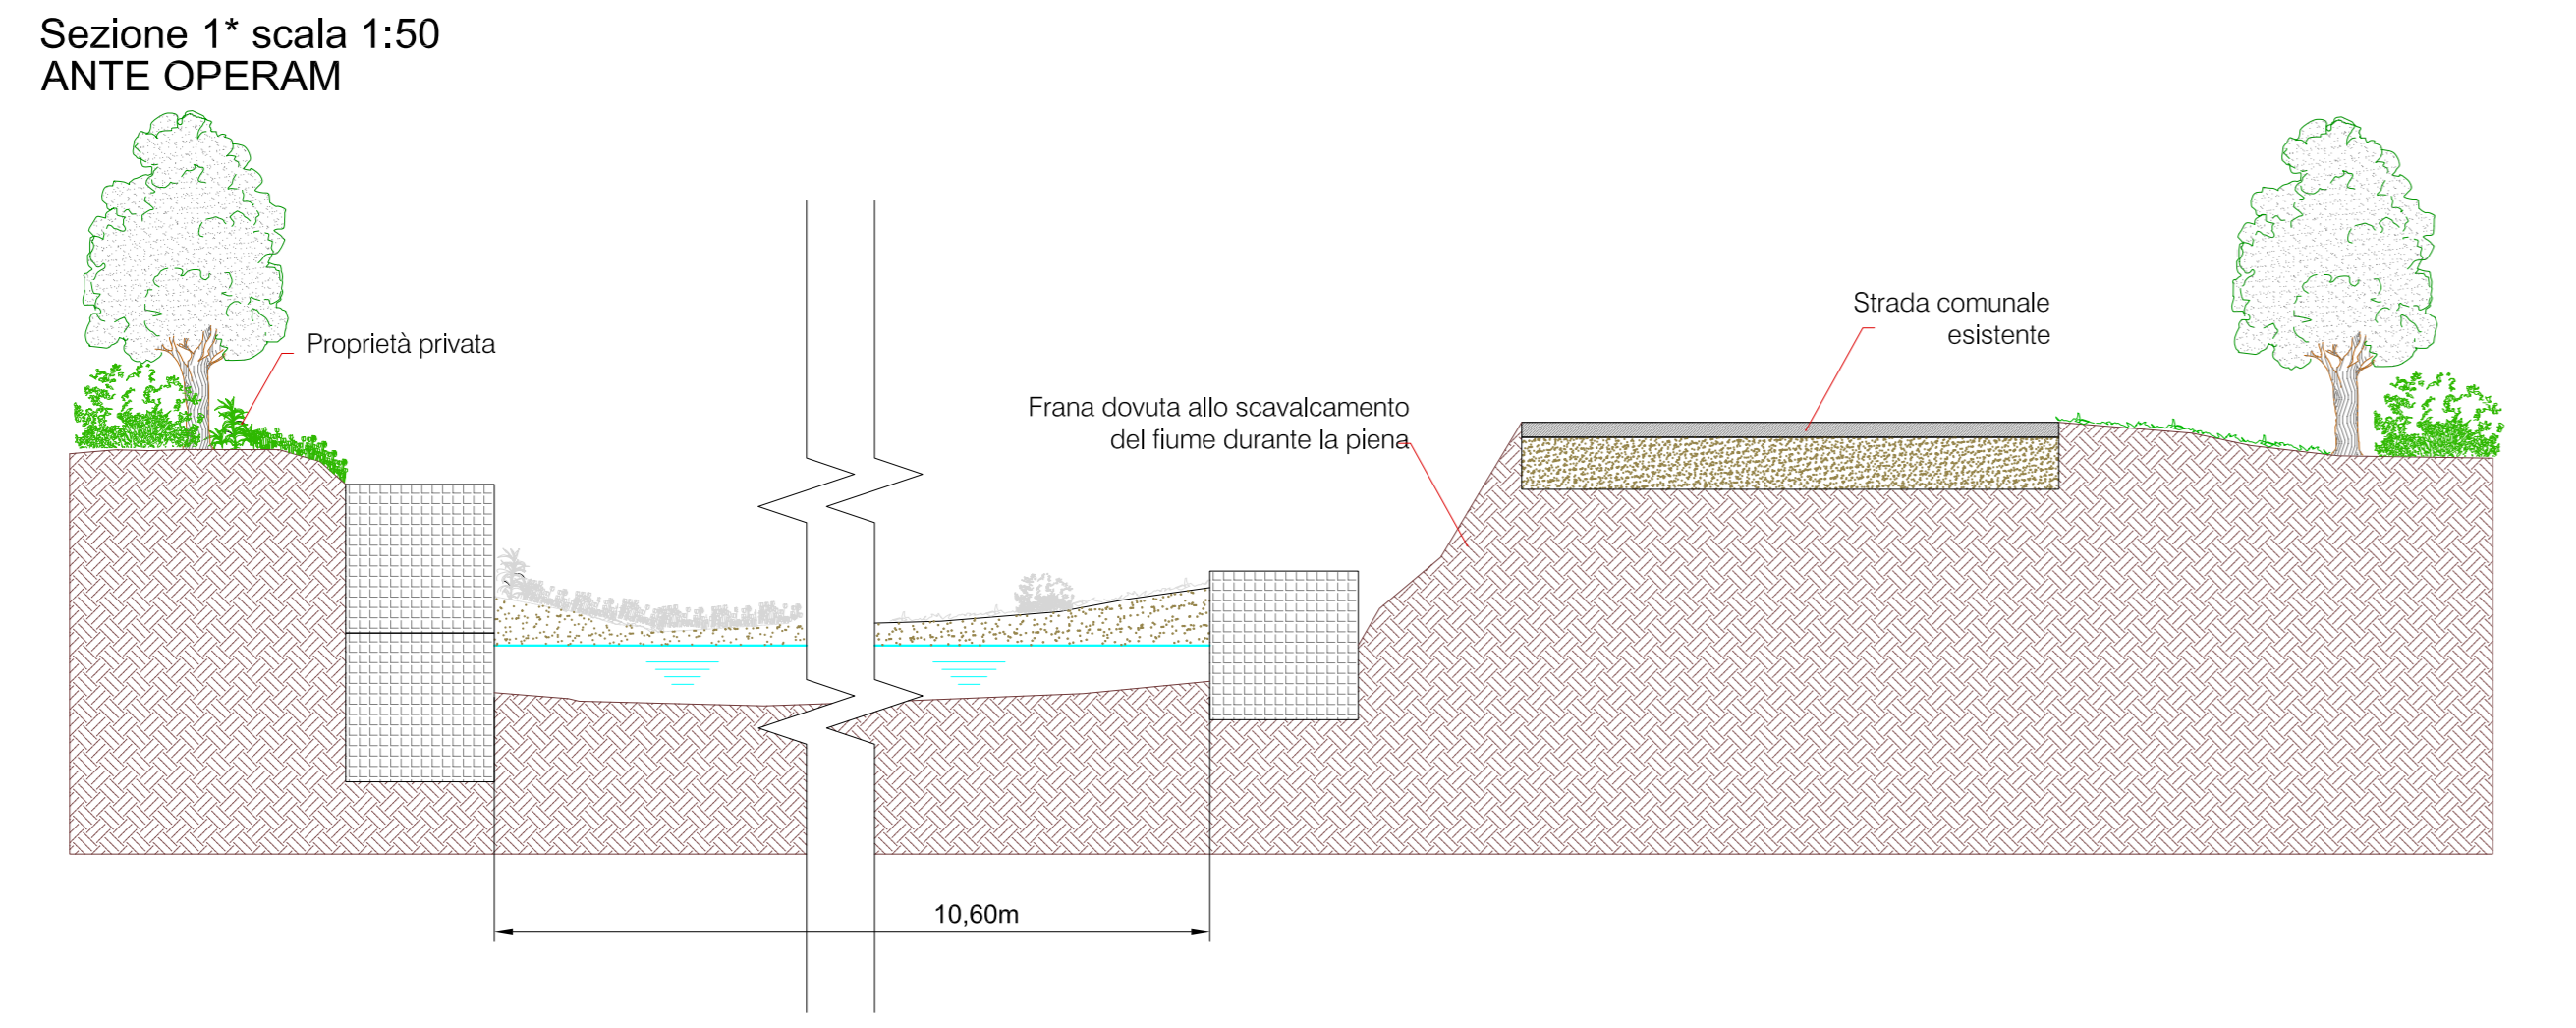 Sezione 1* scala 1:50
ANTE OPERAM
Proprietà privata
Frana dovuta allo scavalcamento
del fiume durante la piena
Strada comunale
esistente
10,60m